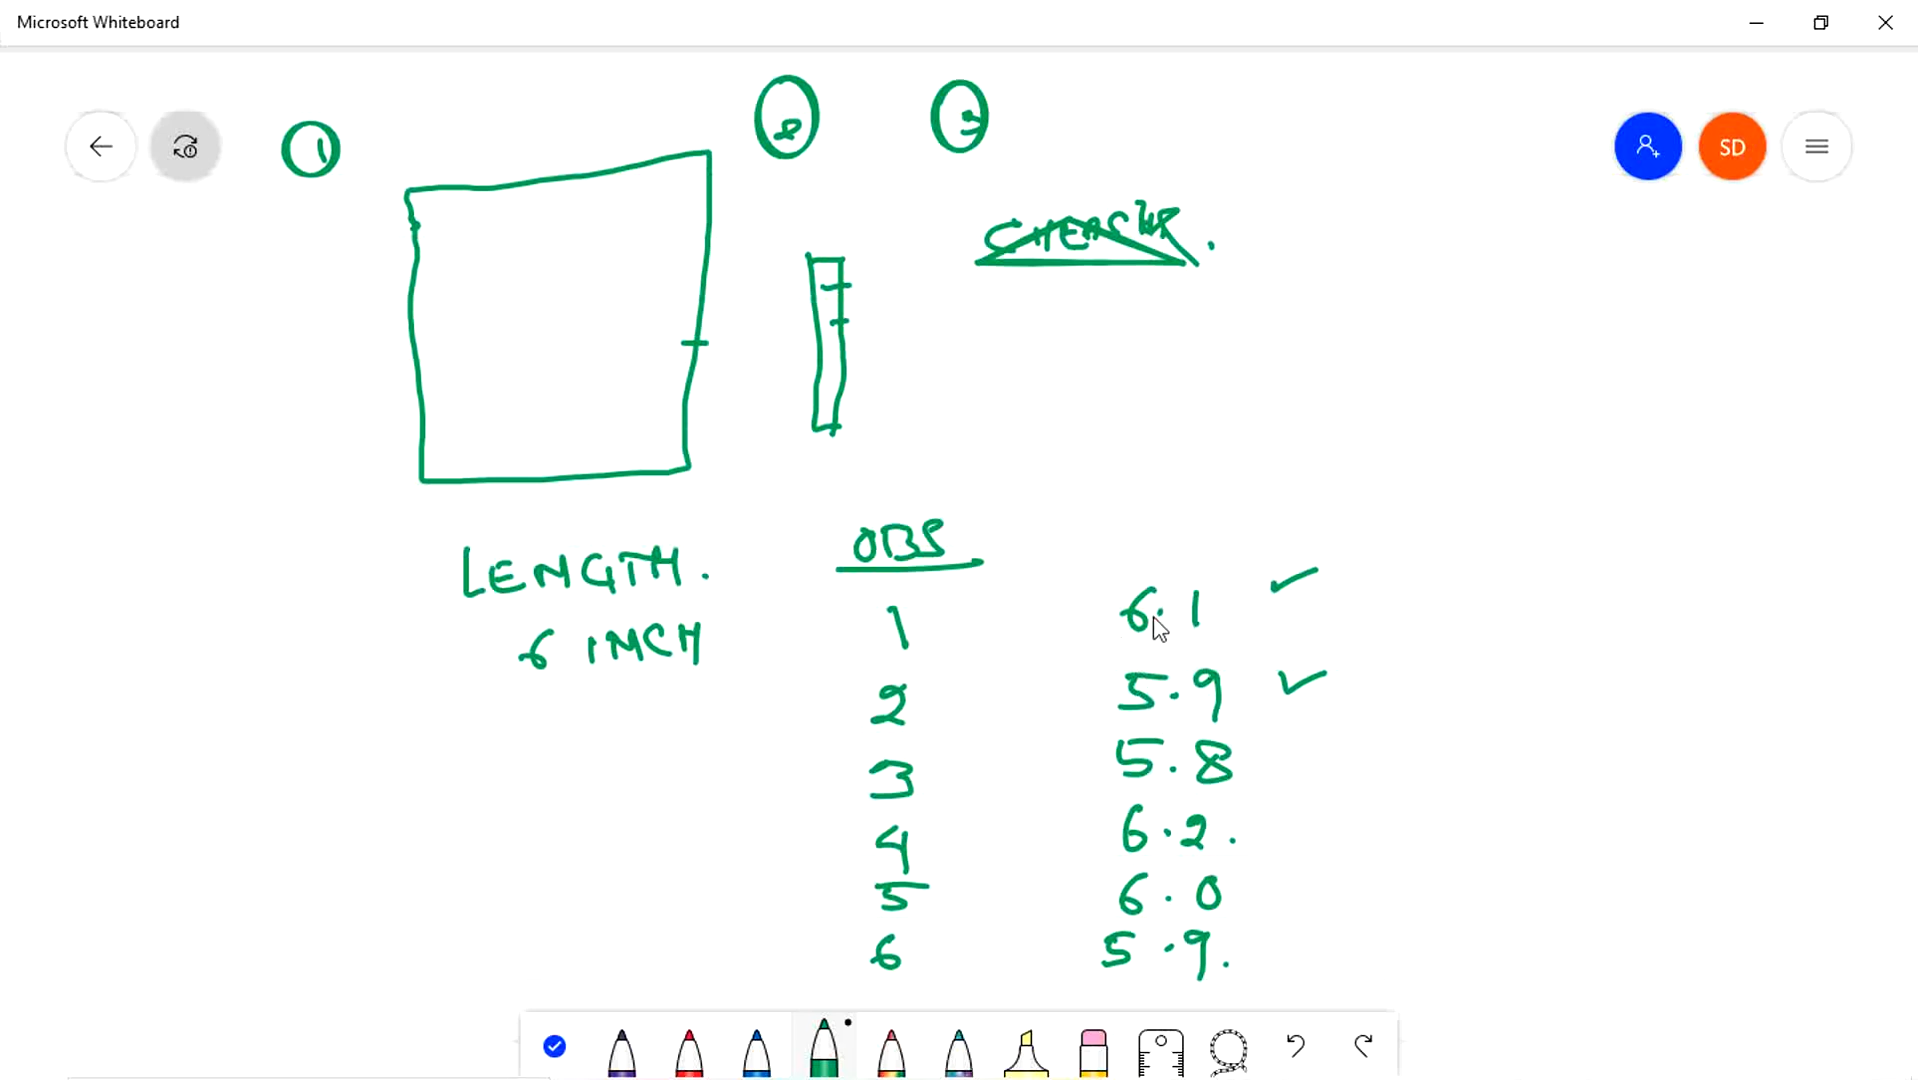 Microsoft Whiteboard
1
2
3
SD
LENGTH.
6 INCH
OBS
1 6.1 ✓
2 5.9 ✓
3 5.8
4 6.2.
5 6.0
6 5.9.